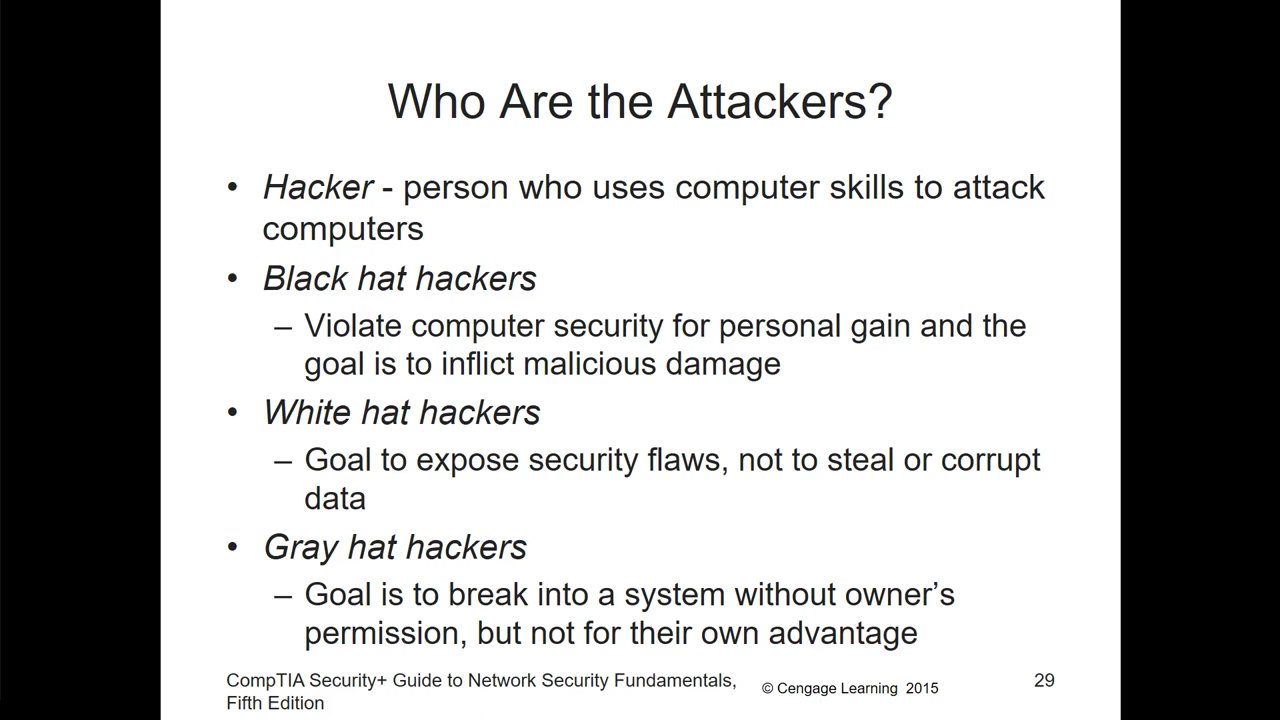 Who Are the Attackers?
• Hacker - person who uses computer skills to attack
computers
• Black hat hackers
– Violate computer security for personal gain and the
goal is to inflict malicious damage
• White hat hackers
– Goal to expose security flaws, not to steal or corrupt
data
• Gray hat hackers
– Goal is to break into a system without owner’s
permission, but not for their own advantage
CompTIA Security+ Guide to Network Security Fundamentals,
Fifth Edition
© Cengage Learning 2015
29